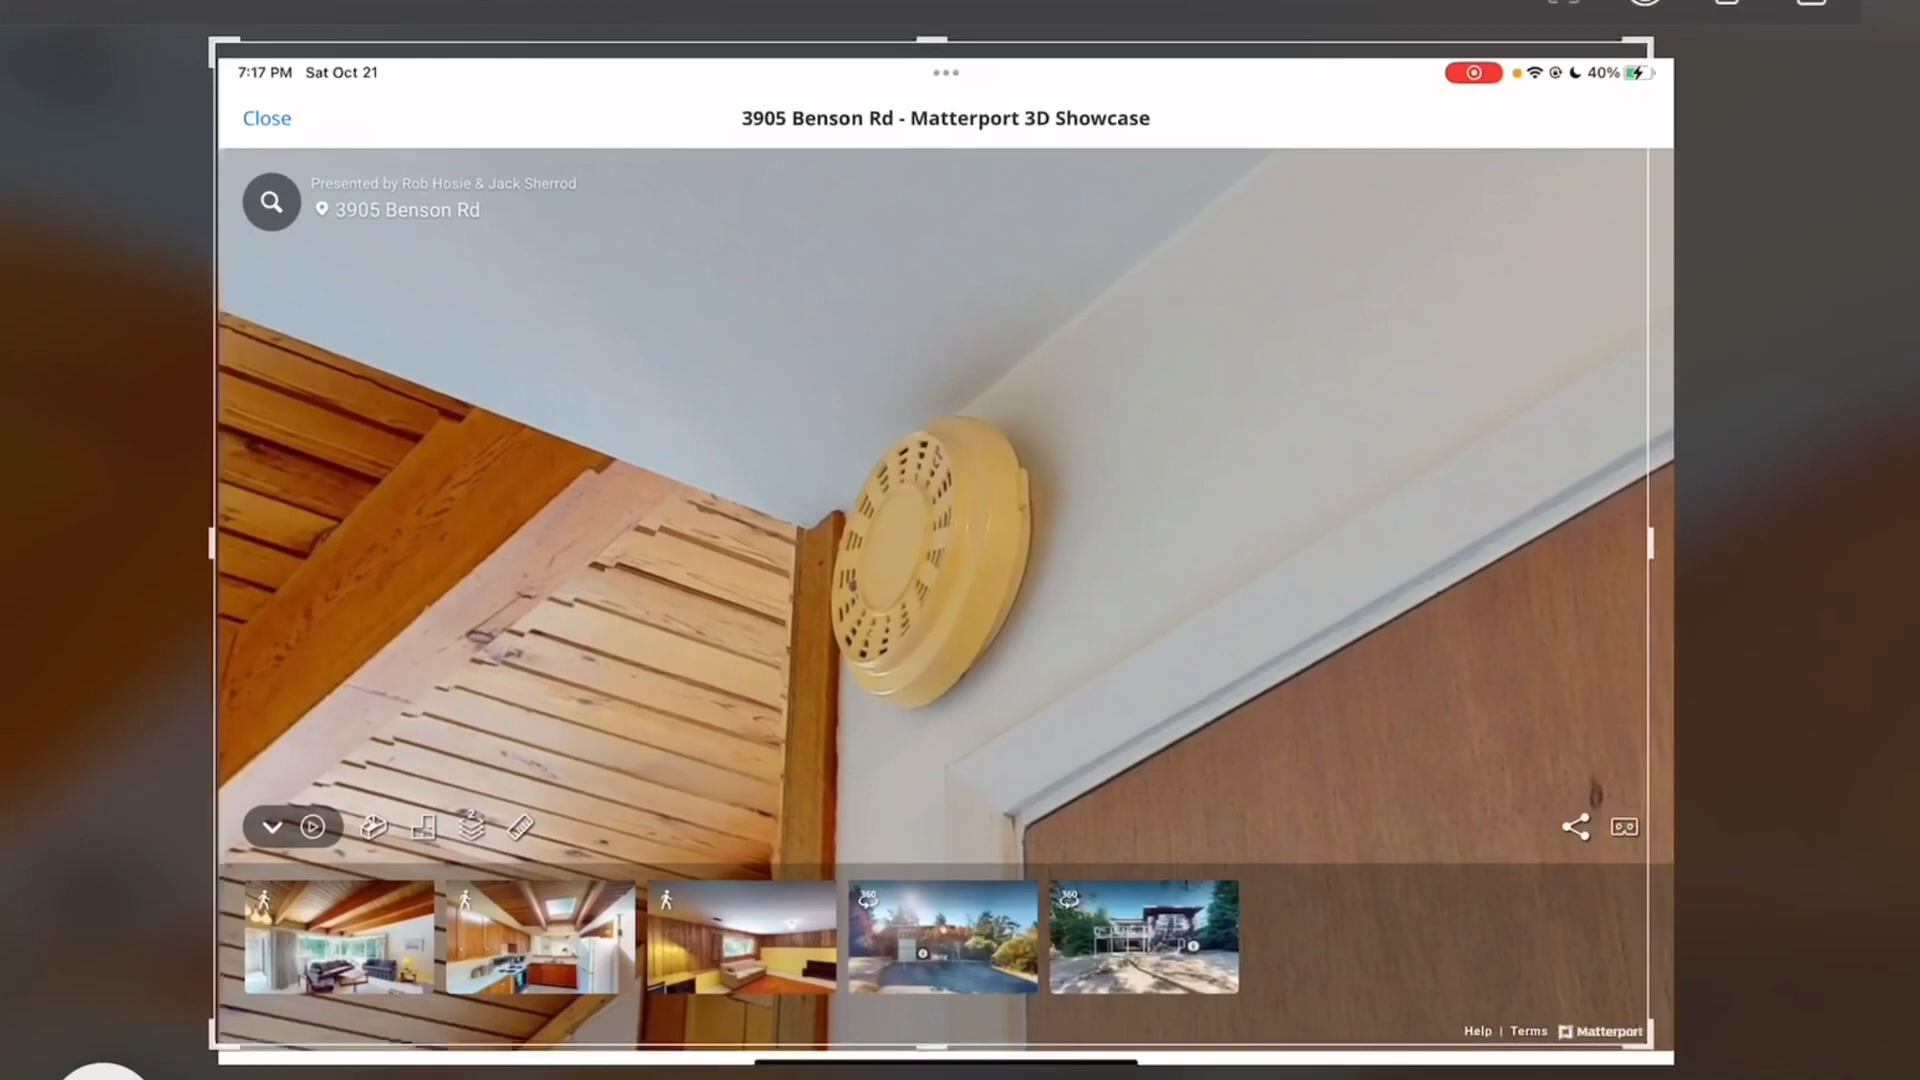 7:17 PM Sat Oct 21
40%
Close
3905 Benson Rd - Matterport 3D Showcase
Presented by Rob Hosie & Jack Sherrod
3905 Benson Rd
2
360
360
Help | Terms Matterport